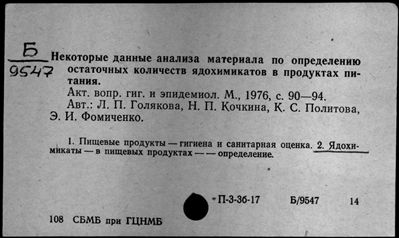 Б
9547
Некоторые данные анализа материала по определению
остаточных количеств ядохимикатов в продуктах пи-
тания.
Акт. вопр. гиг. и эпидемиол. М., 1976, с. 90—94.
Авт.: Л. П. Голякова, Н. П. Кочкина, К. С. Политова,
Э. И. Фомиченко.
1. Пищевые продукты — гигиена и санитарная оценка. 2. Ядохи-
микаты — в пищевых продуктах — — определение.
П-3-36-17 Б/9547 14
108 СБМБ при ГЦНМБ